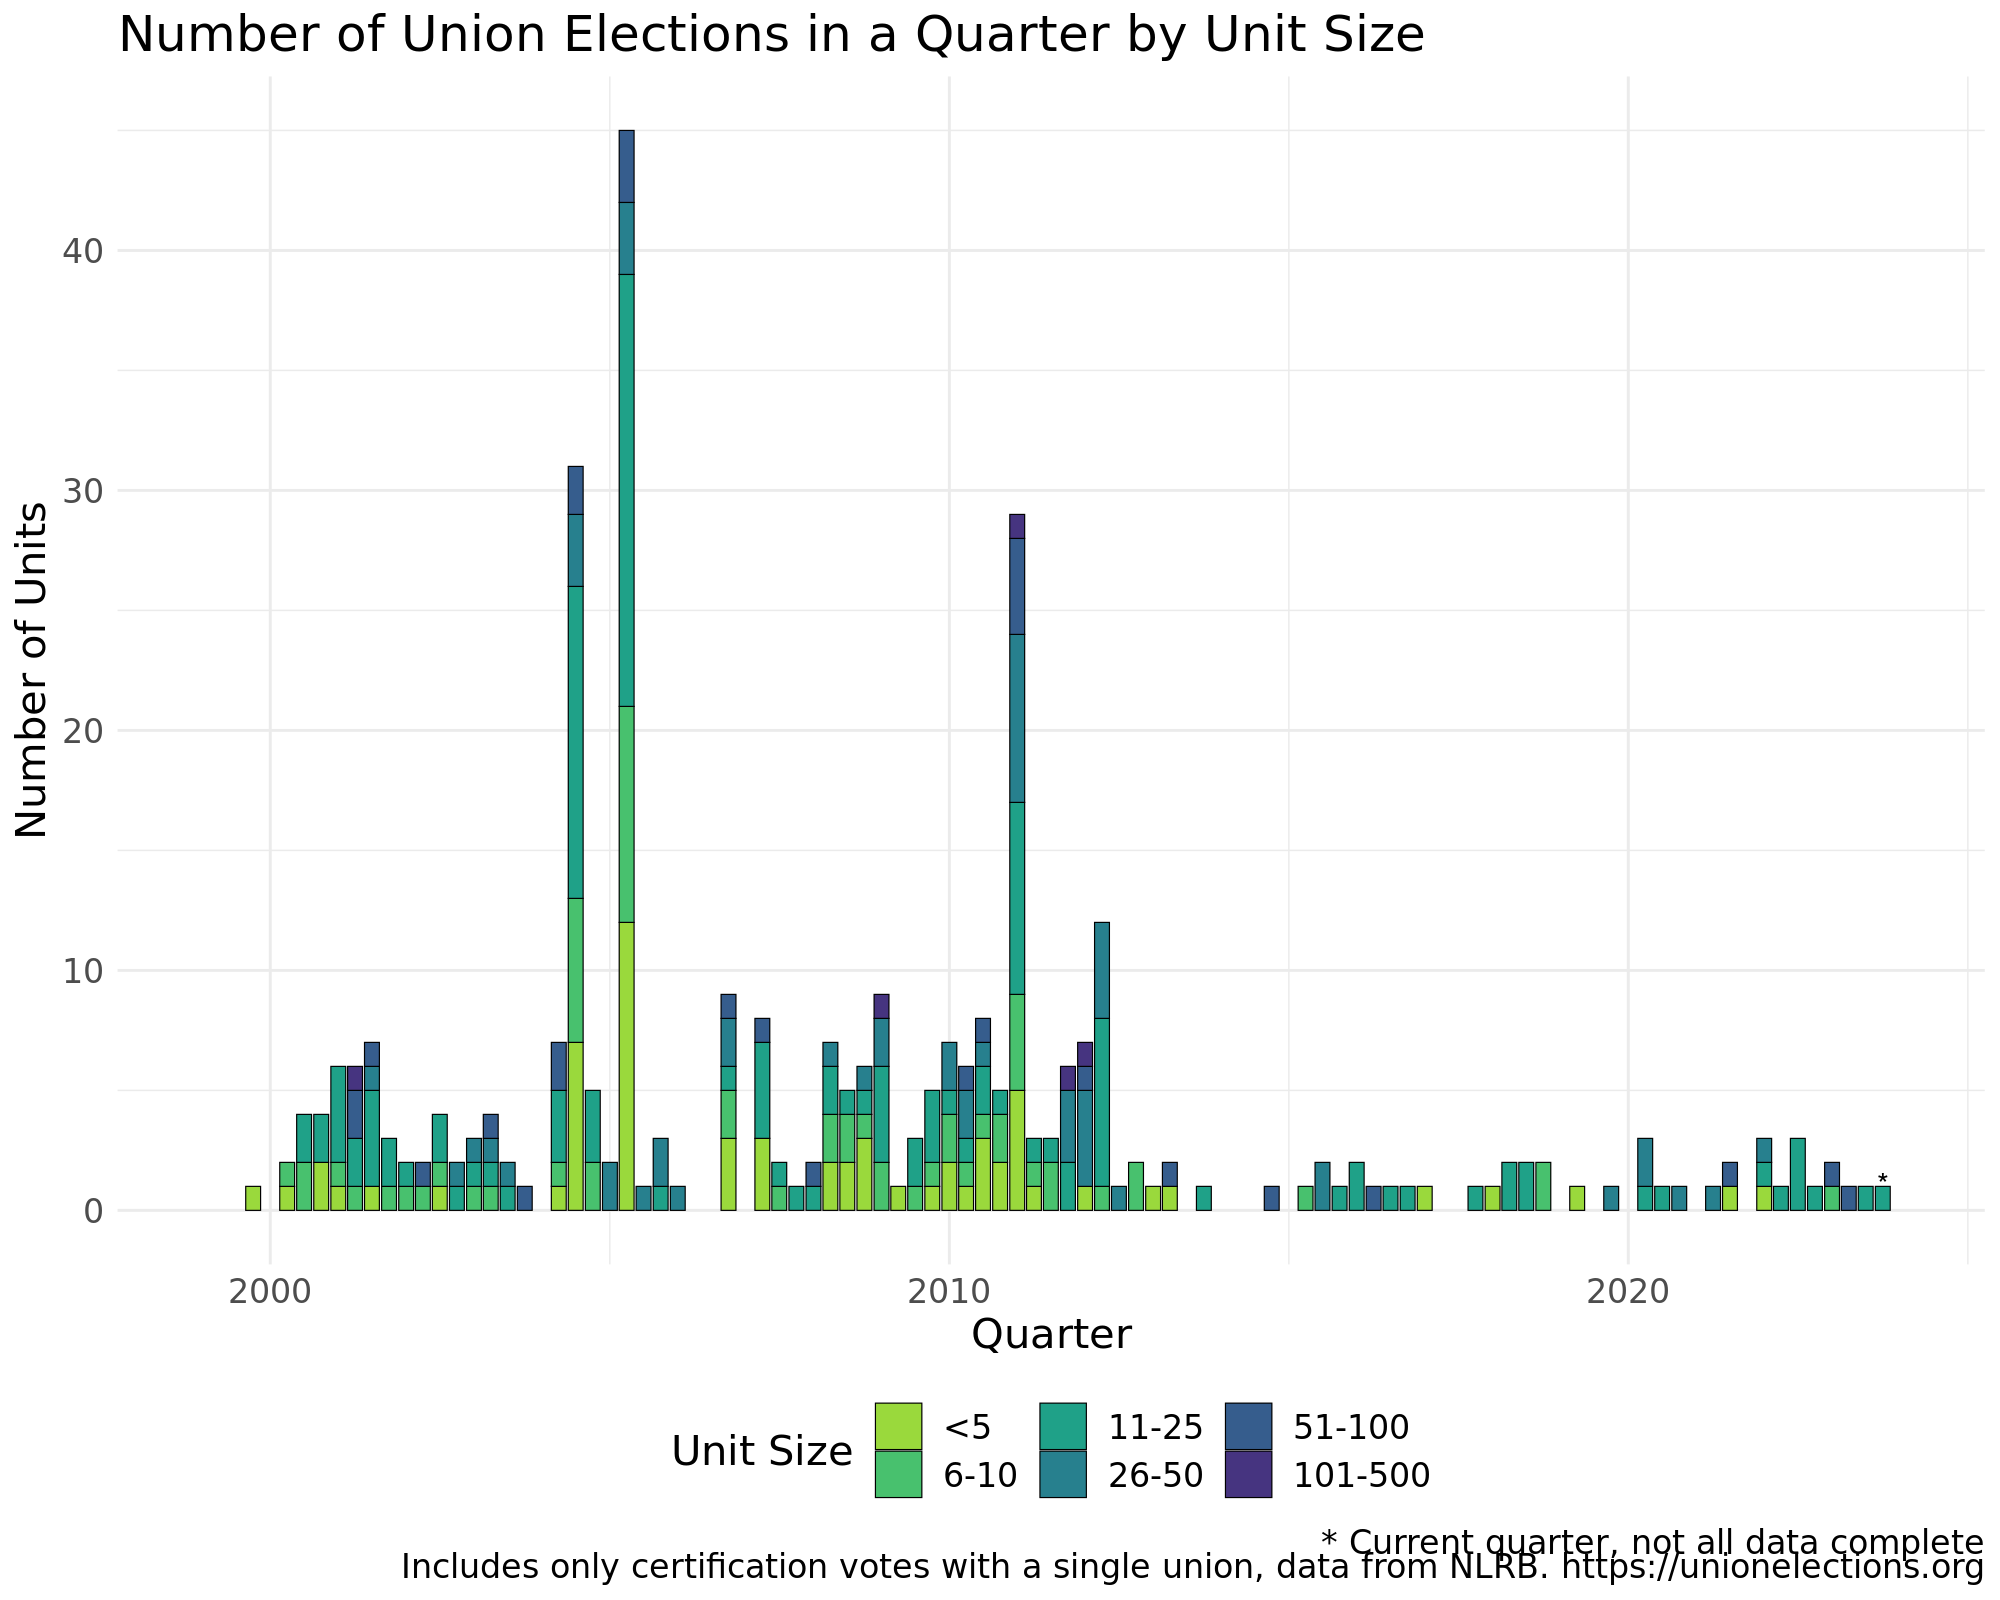 Number of Union Elections in a Quarter by Unit Size
Number of Units
40
30
20
10
0
*
2000 2010 2020
Quarter
Unit Size
<5 11-25 51-100
6-10 26-50 101-500
* Current quarter, not all data complete
Includes only certification votes with a single union, data from NLRB. https://unionelections.org